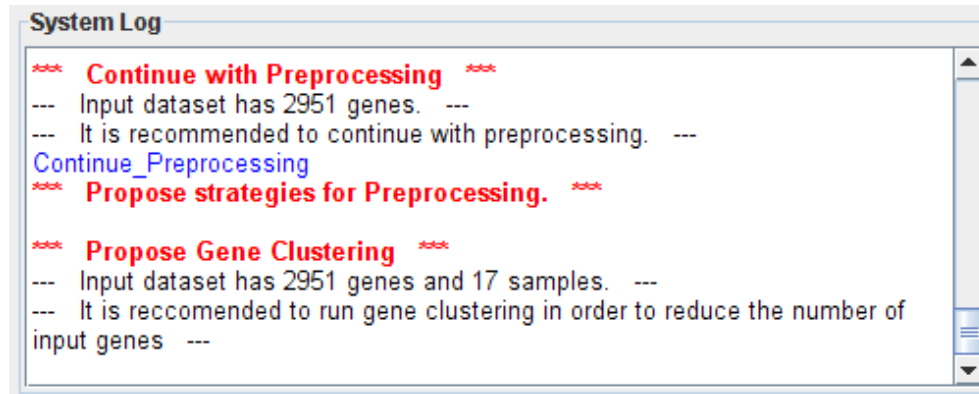 System Log
*** Continue with Preprocessing ***
--- Input dataset has 2951 genes. ---
--- It is recommended to continue with preprocessing. ---
Continue_Preprocessing
*** Propose strategies for Preprocessing. ***
*** Propose Gene Clustering ***
--- Input dataset has 2951 genes and 17 samples. ---
--- It is reccomended to run gene clustering in order to reduce the number of
input genes ---